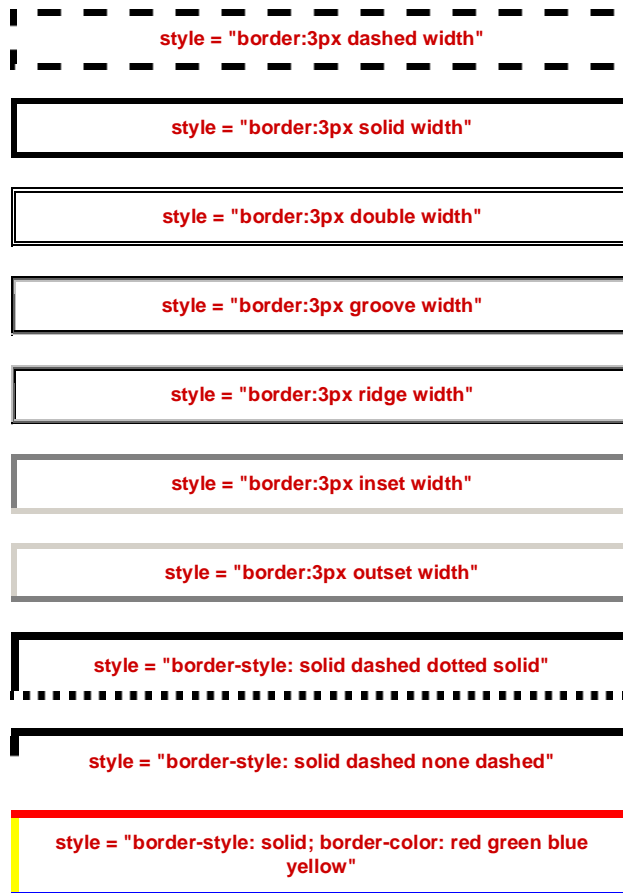 style = "border:3px dashed width"
style = "border:3px solid width"
style = "border:3px double width"
style = "border:3px groove width"
style = "border:3px ridge width"
style = "border:3px inset width"
style = "border:3px outset width"
style = "border-style: solid dashed dotted solid"
style = "border-style: solid dashed none dashed"
style = "border-style: solid; border-color: red green blue
yellow"